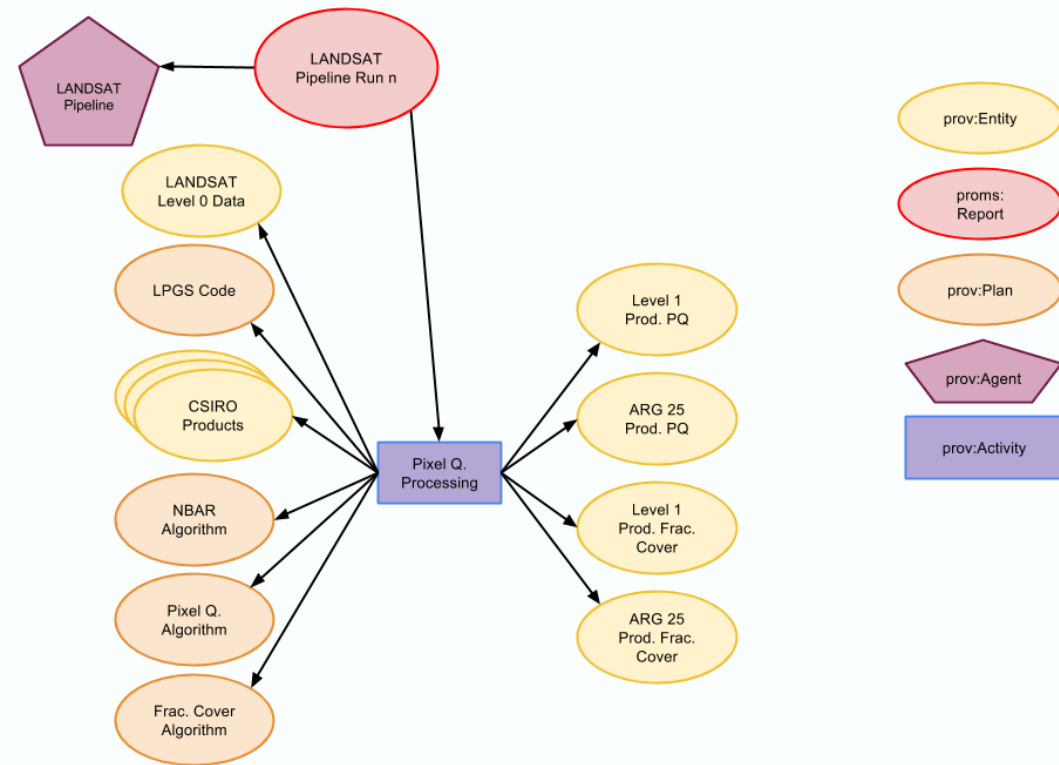 LANDSAT
Pipeline
LANDSAT
Pipeline Run n
LANDSAT
Level 0 Data
LPGS Code
CSIRO
Products
NBAR
Algorithm
Pixel Q.
Algorithm
Frac. Cover
Algorithm
Pixel Q.
Processing
Level 1
Prod. PQ
ARG 25
Prod. PQ
Level 1
Prod. Frac.
Cover
ARG 25
Prod. Frac.
Cover
prov:Entity
proms:
Report
prov:Plan
prov:Agent
prov:Activity